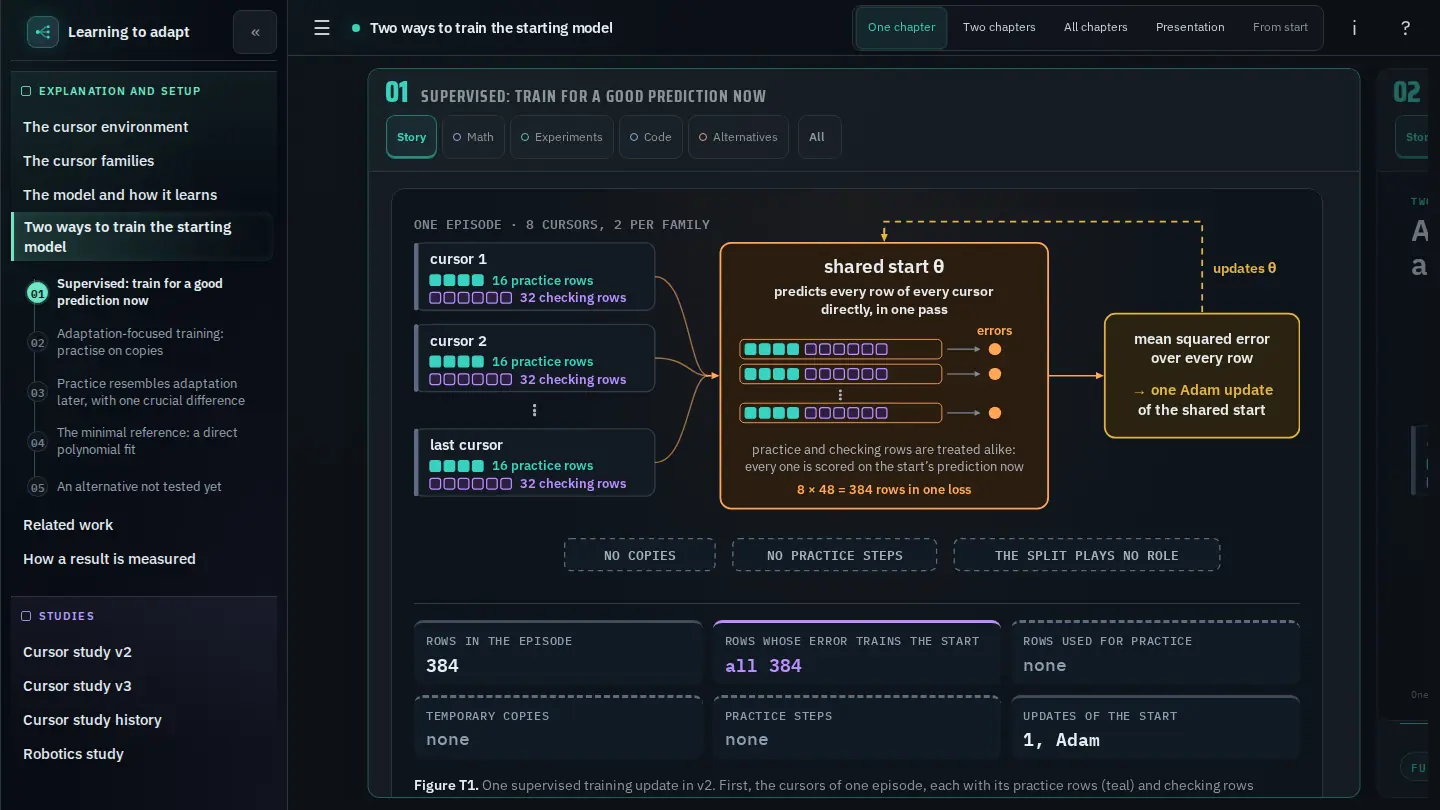 Learning to adapt
«
☰
Two ways to train the starting model
One chapter
Two chapters
All chapters
Presentation
From start
i
?
EXPLANATION AND SETUP
The cursor environment
The cursor families
The model and how it learns
Two ways to train the starting
model
01
Supervised: train for a good
prediction now
02
Adaptation-focused training:
practise on copies
03
Practice resembles adaptation
later, with one crucial difference
04
The minimal reference: a direct
polynomial fit
05
An alternative not tested yet
Related work
How a result is measured
STUDIES
Cursor study v2
Cursor study v3
Cursor study history
Robotics study
01 SUPERVISED: TRAIN FOR A GOOD PREDICTION NOW
Story
Math
Experiments
Code
Alternatives
All
ONE EPISODE · 8 CURSORS, 2 PER FAMILY
cursor 1
16 practice rows
32 checking rows
cursor 2
16 practice rows
32 checking rows
⋮
last cursor
16 practice rows
32 checking rows
shared start θ
predicts every row of every cursor
directly, in one pass
errors
⋮
practice and checking rows are treated alike:
every one is scored on the start's prediction now
8 × 48 = 384 rows in one loss
updates θ
mean squared error
over every row
→ one Adam update
of the shared start
NO COPIES
NO PRACTICE STEPS
THE SPLIT PLAYS NO ROLE
ROWS IN THE EPISODE
384
ROWS WHOSE ERROR TRAINS THE START
all 384
ROWS USED FOR PRACTICE
none
TEMPORARY COPIES
none
PRACTICE STEPS
none
UPDATES OF THE START
1, Adam
Figure T1. One supervised training update in v2. First, the cursors of one episode, each with its practice rows (teal) and checking rows
02
Stor
TWO
A
a
One
FU